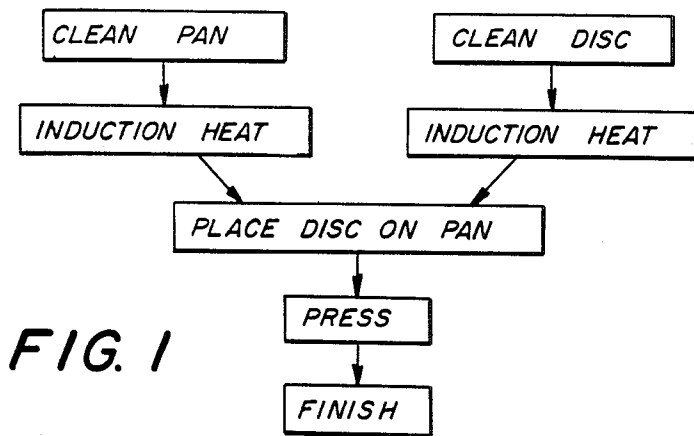 CLEAN PAN
CLEAN DISC
INDUCTION HEAT
INDUCTION HEAT
PLACE DISC ON PAN
PRESS
FINISH
FIG. 1